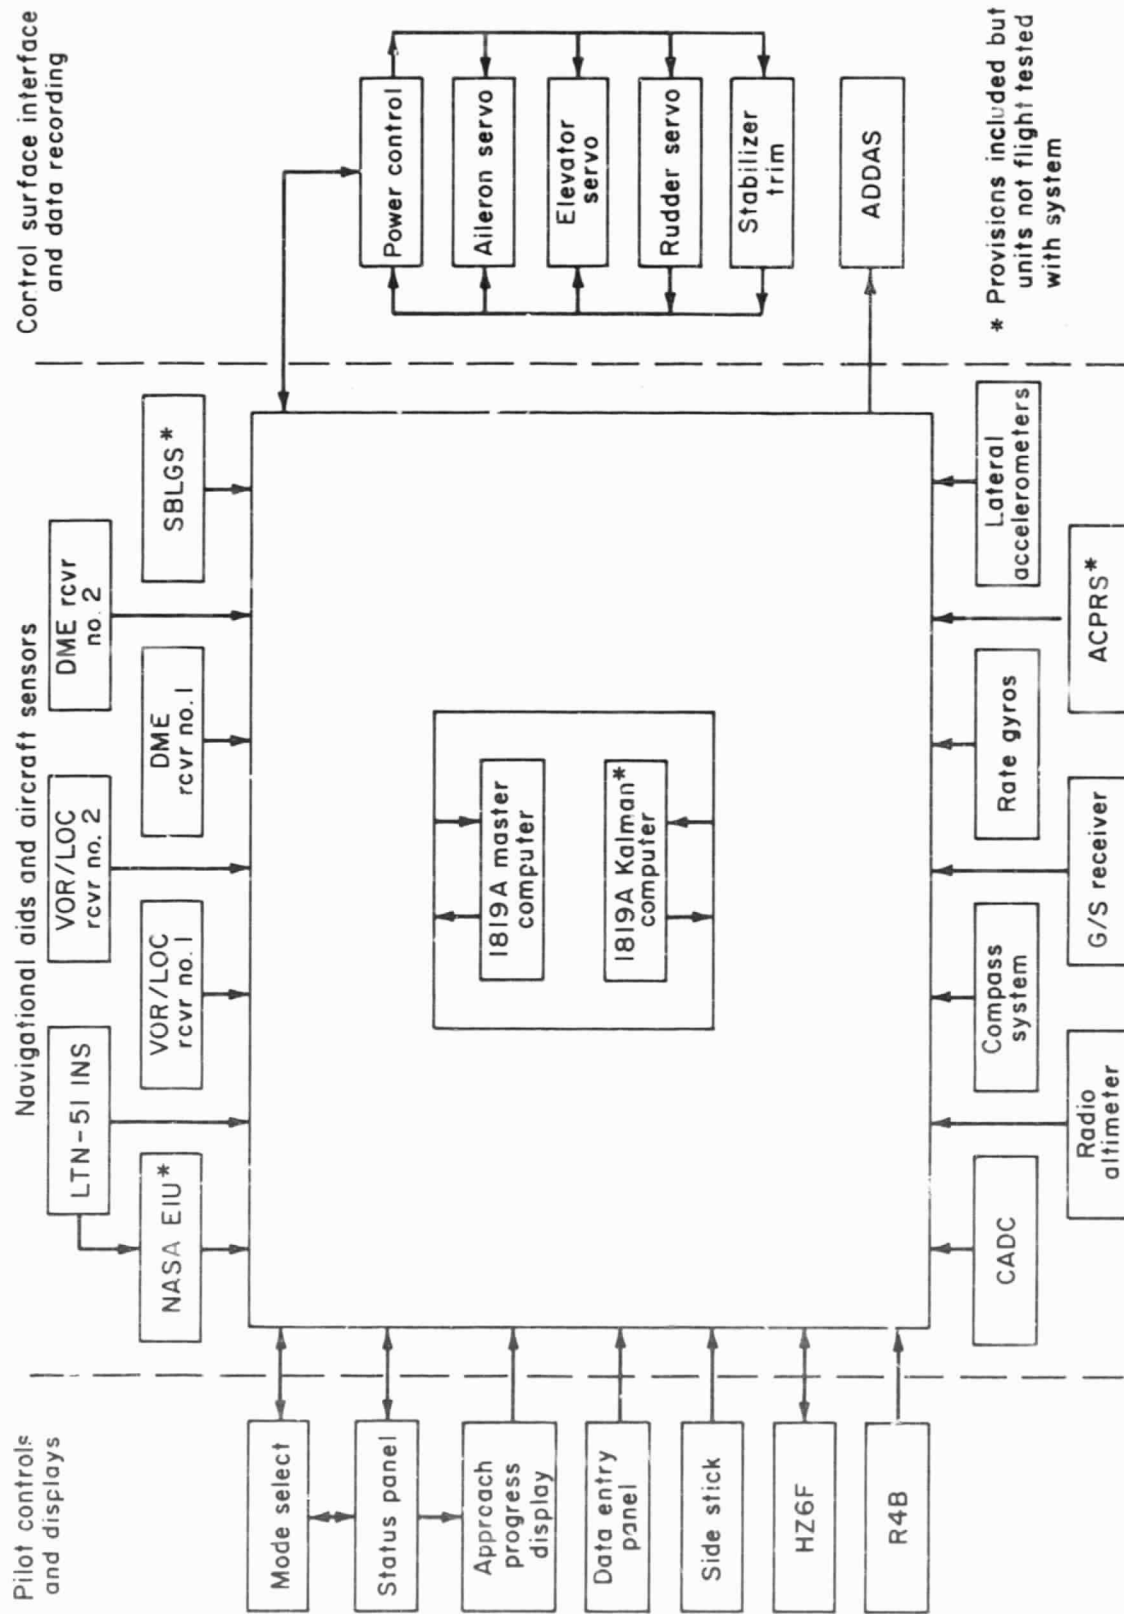 Pilot controls
and displays
Mode select
Status panel
Approach
progress
display
Data entry
panel
Side stick
HZ6F
R4B
Navigational aids and aircraft sensors
LTN-51 INS
NASA EIU*
VOR/LOC
rcvr no. 1
VOR/LOC
rcvr no. 2
DME
rcvr no. 1
DME rcvr
no. 2
SBLGS*
1819A master
computer
1819A Kalman*
computer
CADC
Radio
altimeter
Compass
system
G/S receiver
Rate gyros
ACPRS*
Lateral
accelerometers
Control surface interface
and data recording
Power control
Aileron servo
Elevator
servo
Rudder servo
Stabilizer
trim
ADDAS
* Provisions included but
units not flight tested
with system